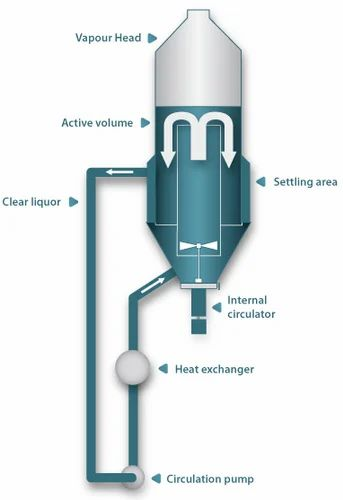 Vapour Head
Active volume
Settling area
Clear liquor
Internal
circulator
Heat exchanger
Circulation pump